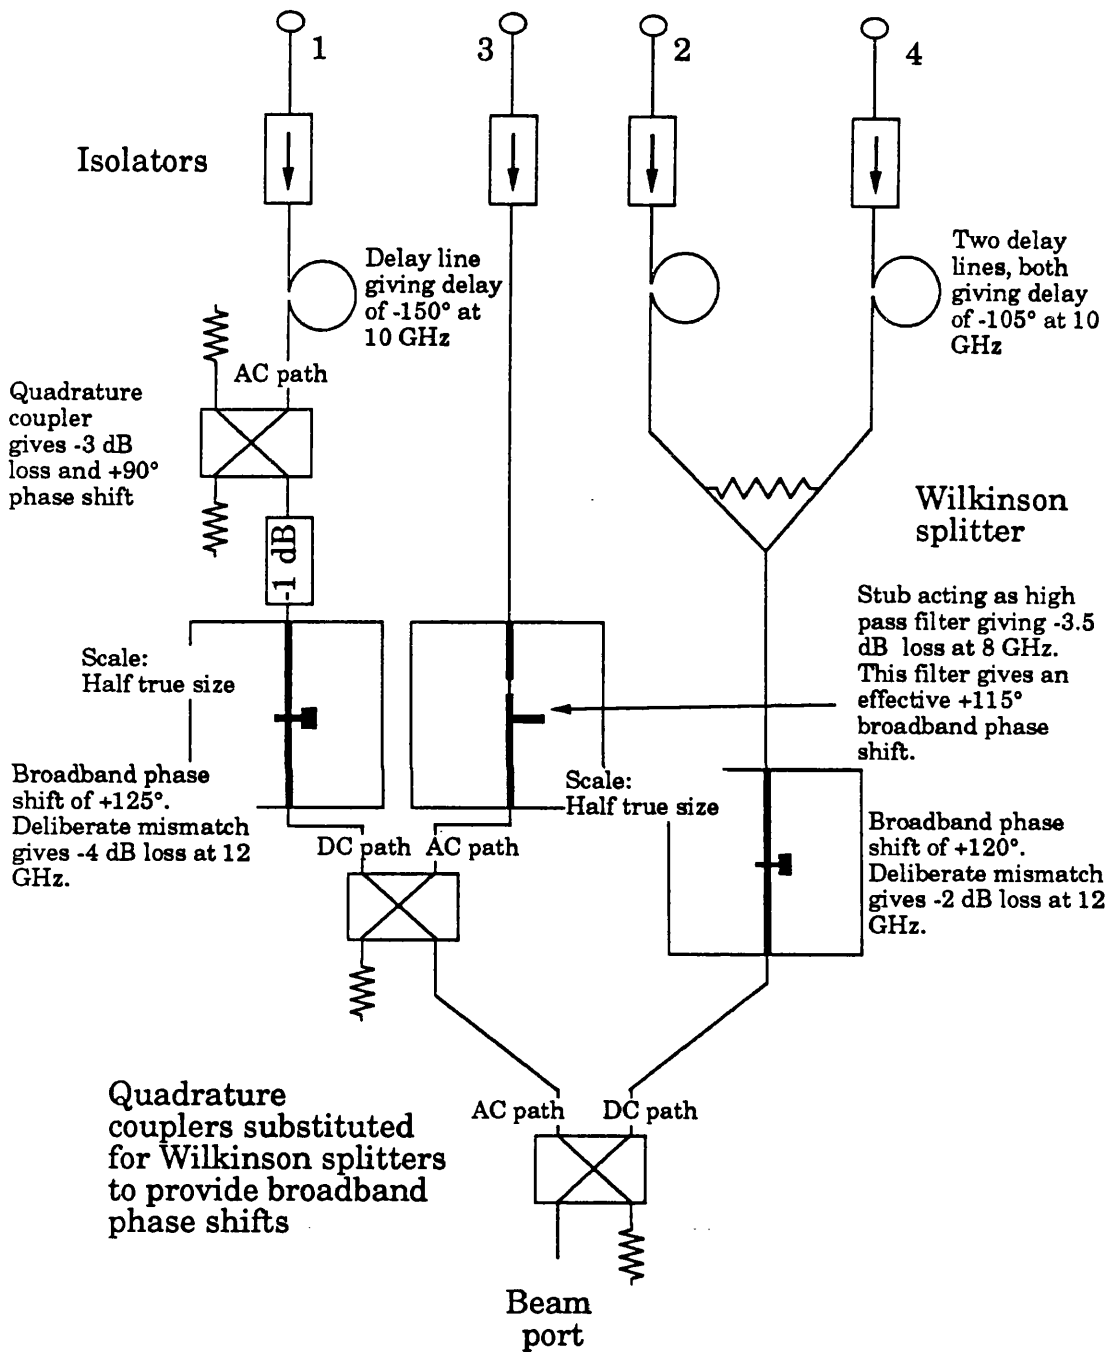 1
3
2
4
Isolators
Delay line
giving delay
of -150° at
10 GHz
Two delay
lines, both
giving delay
of -105° at 10
GHz
AC path
Quadrature
coupler
gives -3 dB
loss and +90°
phase shift
-1 dB
Wilkinson
splitter
Stub acting as high
pass filter giving -3.5
dB loss at 8 GHz.
This filter gives an
effective +115°
broadband phase
shift.
Scale:
Half true size
Broadband phase
shift of +125°.
Deliberate mismatch
gives -4 dB loss at 12
GHz.
Scale:
Half true size
DC path AC path
Broadband phase
shift of +120°.
Deliberate mismatch
gives -2 dB loss at 12
GHz.
Quadrature
couplers substituted
for Wilkinson splitters
to provide broadband
phase shifts
AC path DC path
Beam
port